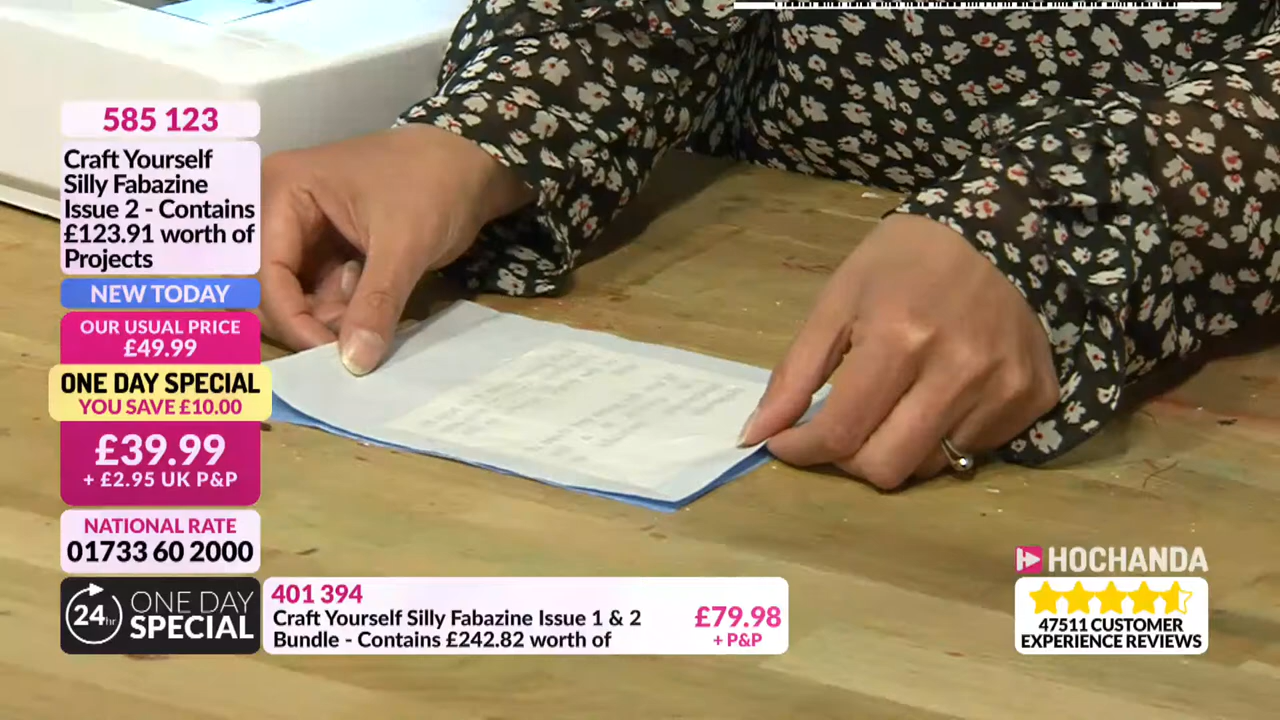 585 123
Craft Yourself
Silly Fabazine
Issue 2 - Contains
£123.91 worth of
Projects
NEW TODAY
OUR USUAL PRICE
£49.99
ONE DAY SPECIAL
YOU SAVE £10.00
£39.99
+ £2.95 UK P&P
NATIONAL RATE
01733 60 2000
24hr
ONE DAY
SPECIAL
401 394
Craft Yourself Silly Fabazine Issue 1 & 2
Bundle - Contains £242.82 worth of
£79.98
+ P&P
HOCHANDA
47511 CUSTOMER
EXPERIENCE REVIEWS